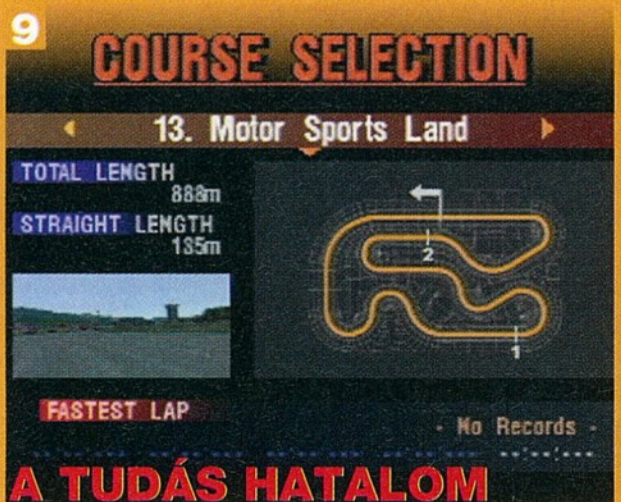 9
COURSE SELECTION
13. Motor Sports Land
TOTAL LENGTH
888m
STRAIGHT LENGTH
135m
2
1
FASTEST LAP
- No Records -
--'--'---
A TUDÁS HATALOM